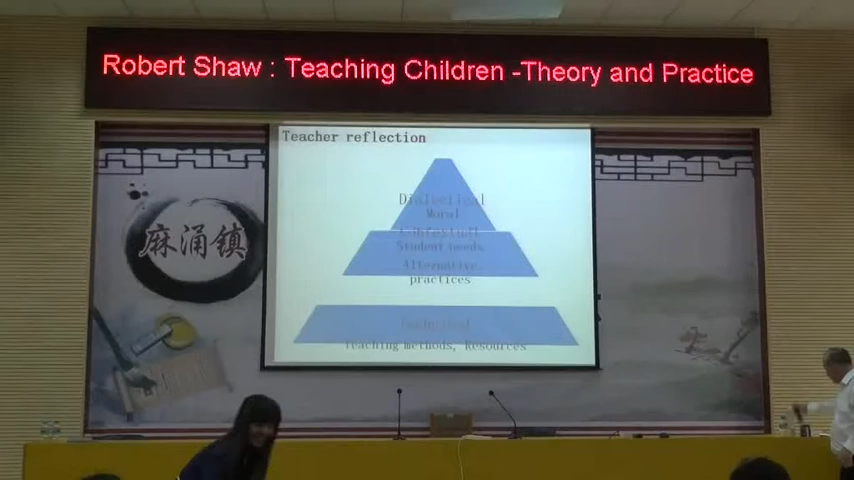 Robert Shaw : Teaching Children -Theory and Practice
Teacher reflection
麻涌镇
Dialectical
Moral
Contextual
Student needs
Alternative
practices
Technical
Teaching methods, Resources